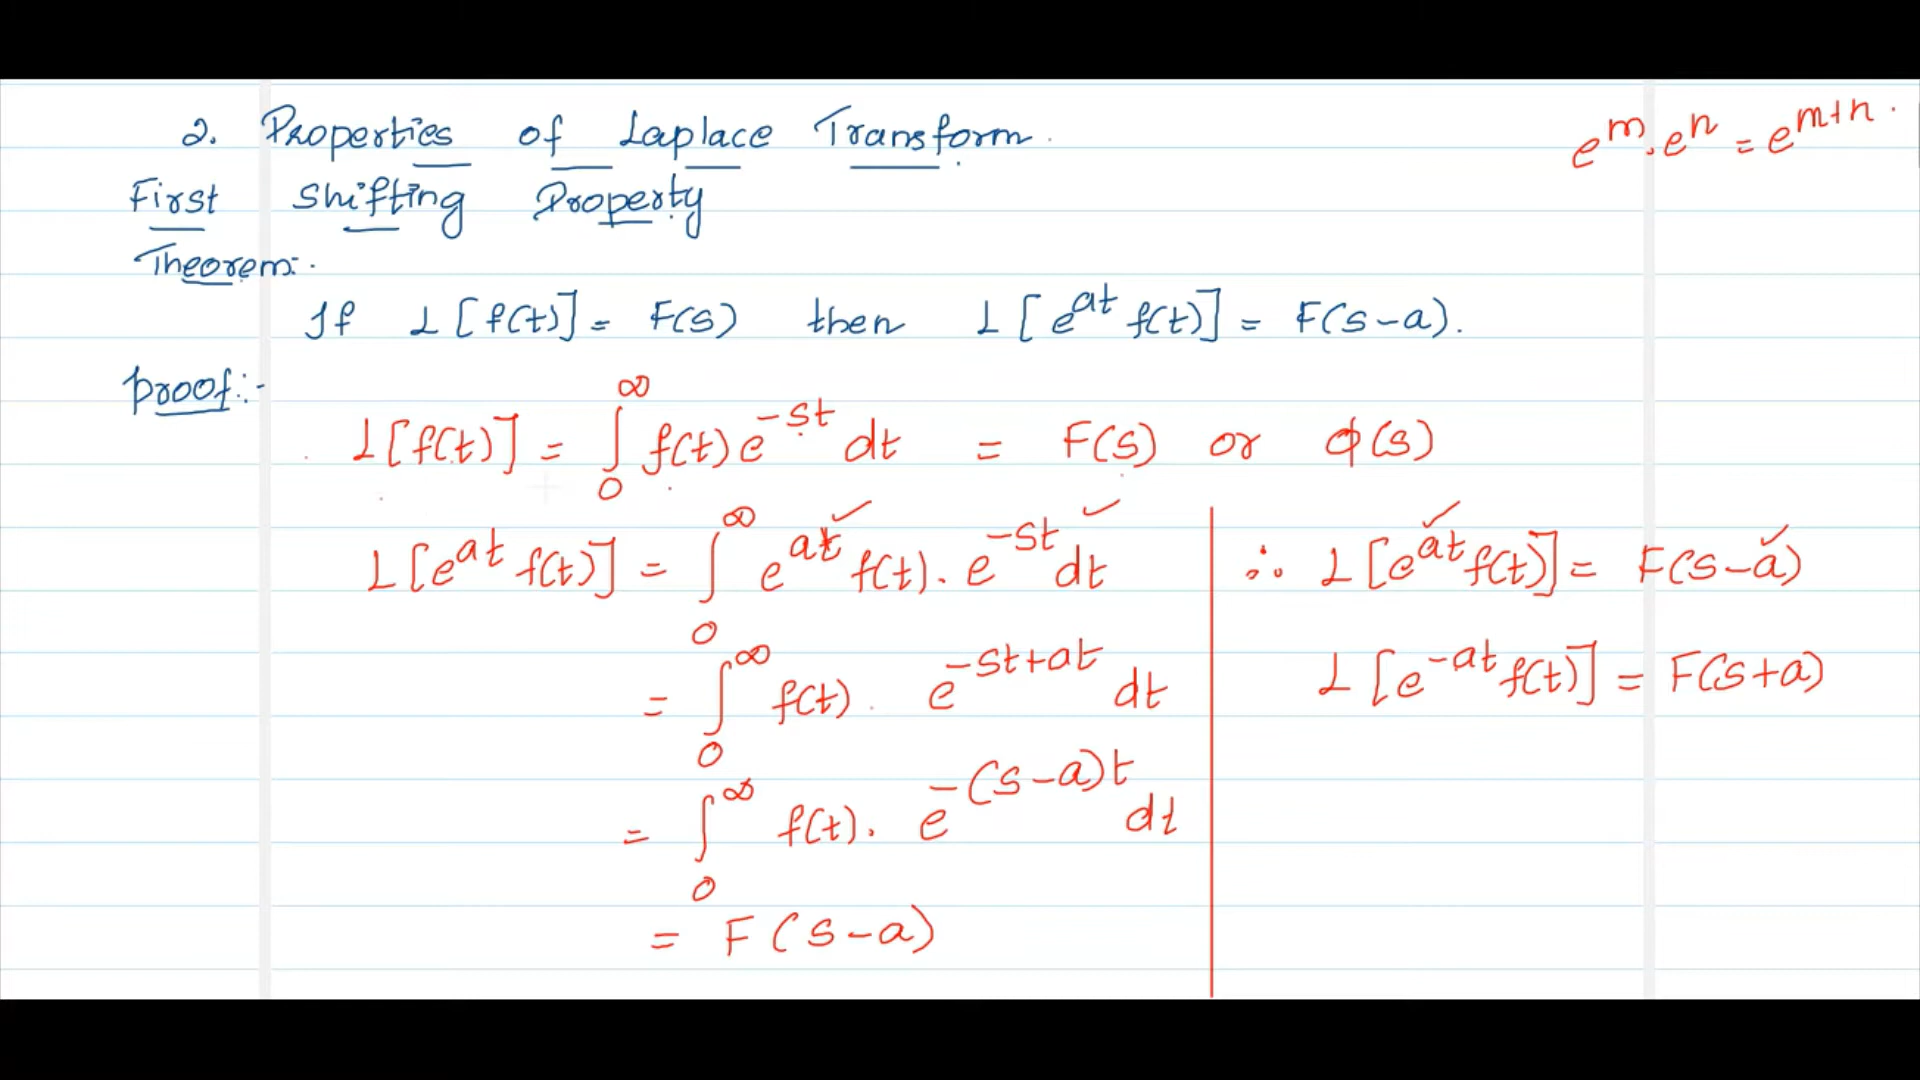 2. Properties of Laplace Transform
e^m . e^n = e^{m+n}.
First Shifting Property
Theorem:.
If L[f(t)] = F(s) then L[e^{at} f(t)] = F(s-a).
Proof:-
L[f(t)] = ∫_0^∞ f(t) e^{-st} dt = F(s) or φ(s)
L[e^{at} f(t)] = ∫_0^∞ e^{at} f(t). e^{-st} dt
= ∫_0^∞ f(t). e^{-st+at} dt
= ∫_0^∞ f(t). e^{-(s-a)t} dt
= F(s-a)
∴ L[e^{at} f(t)] = F(s-a)
L[e^{-at} f(t)] = F(s+a)